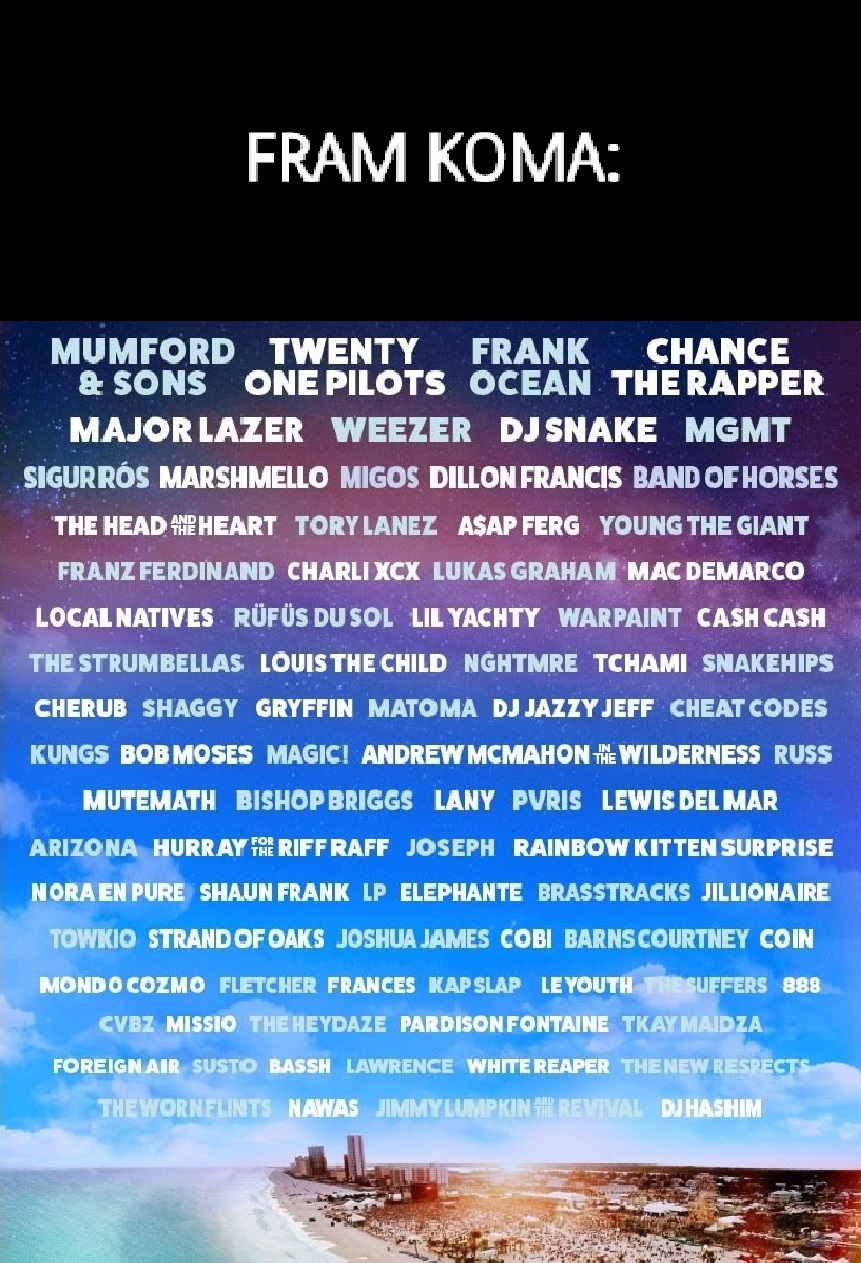 FRAM KOMA:
MUMFORD & SONS TWENTY ONE PILOTS FRANK OCEAN CHANCE THE RAPPER
MAJOR LAZER WEEZER DJ SNAKE MGMT
SIGUR RÓS MARSHMELLO MIGOS DILLON FRANCIS BAND OF HORSES
THE HEAD AND THE HEART TORY LANEZ A$AP FERG YOUNG THE GIANT
FRANZ FERDINAND CHARLI XCX LUKAS GRAHAM MAC DEMARCO
LOCAL NATIVES RÜFÜS DU SOL LIL YACHTY WARPAINT CASH CASH
THE STRUMBELLAS LOUIS THE CHILD NGHTMRE TCHAMI SNAKEHIPS
CHERUB SHAGGY GRYFFIN MATOMA DJ JAZZY JEFF CHEAT CODES
KUNGS BOB MOSES MAGIC! ANDREW MCMAHON IN THE WILDERNESS RUSS
MUTEMATH BISHOP BRIGGS LANY PVRIS LEWIS DEL MAR
ARIZONA HURRAY FOR THE RIFF RAFF JOSEPH RAINBOW KITTEN SURPRISE
NORA EN PURE SHAUN FRANK LP ELEPHANTE BRASSTRACKS JILLIONAIRE
TOWKIO STRAND OF OAKS JOSHUA JAMES COBI BARNS COURTNEY COIN
MONDO COZMO FLETCHER FRANCES KAP SLAP LE YOUTH THE SUFFERS 888
CVBZ MISSIO THE HEYDAZE PARDISON FONTAINE TKAY MAIDZA
FOREIGN AIR SUSTO BASSH LAWRENCE WHITE REAPER THE NEW RESPECTS
THE WORN FLINTS NAWAS JIMMY LUMPKIN AND THE REVIVAL DJ HASHIM